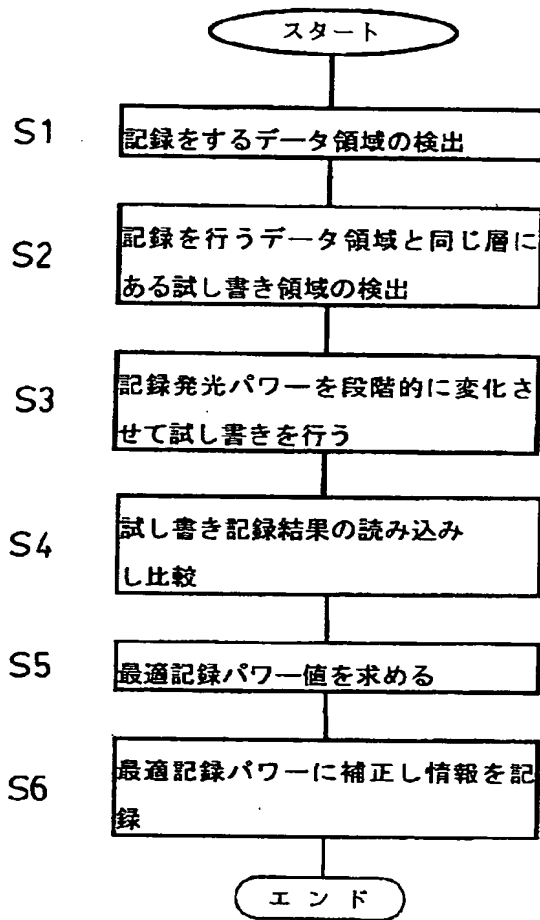 スタート
S1
記録をするデータ領域の検出
S2
記録を行うデータ領域と同じ層に
ある試し書き領域の検出
S3
記録発光パワーを段階的に変化さ
せて試し書きを行う
S4
試し書き記録結果の読み込み
し比較
S5
最適記録パワー値を求める
S6
最適記録パワーに補正し情報を記
録
エンド